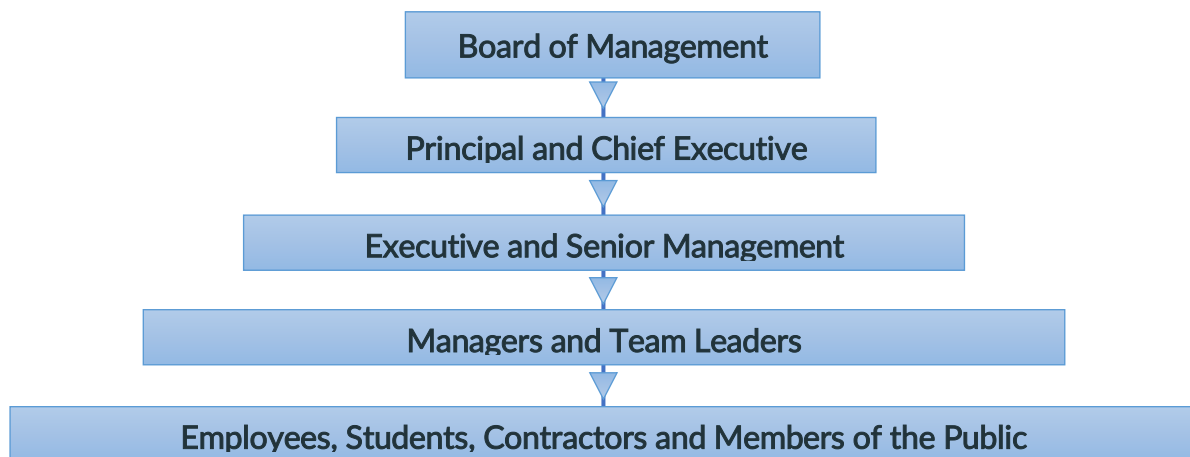 Board of Management
Principal and Chief Executive
Executive and Senior Management
Managers and Team Leaders
Employees, Students, Contractors and Members of the Public